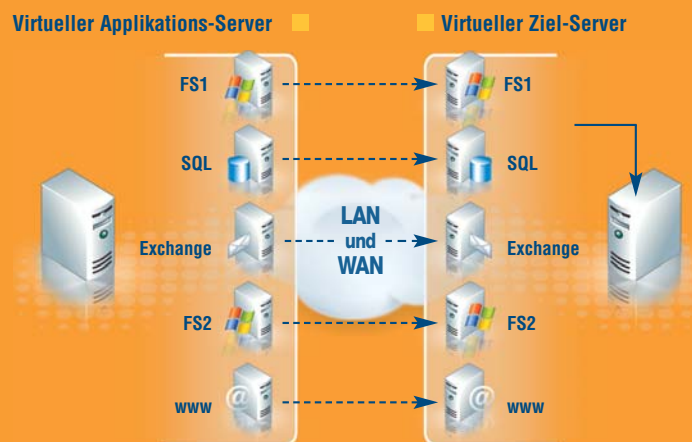 Virtueller Applikations-Server
Virtueller Ziel-Server
FS1
FS1
SQL
SQL
LAN
und
WAN
Exchange
Exchange
FS2
FS2
@
@
www
www